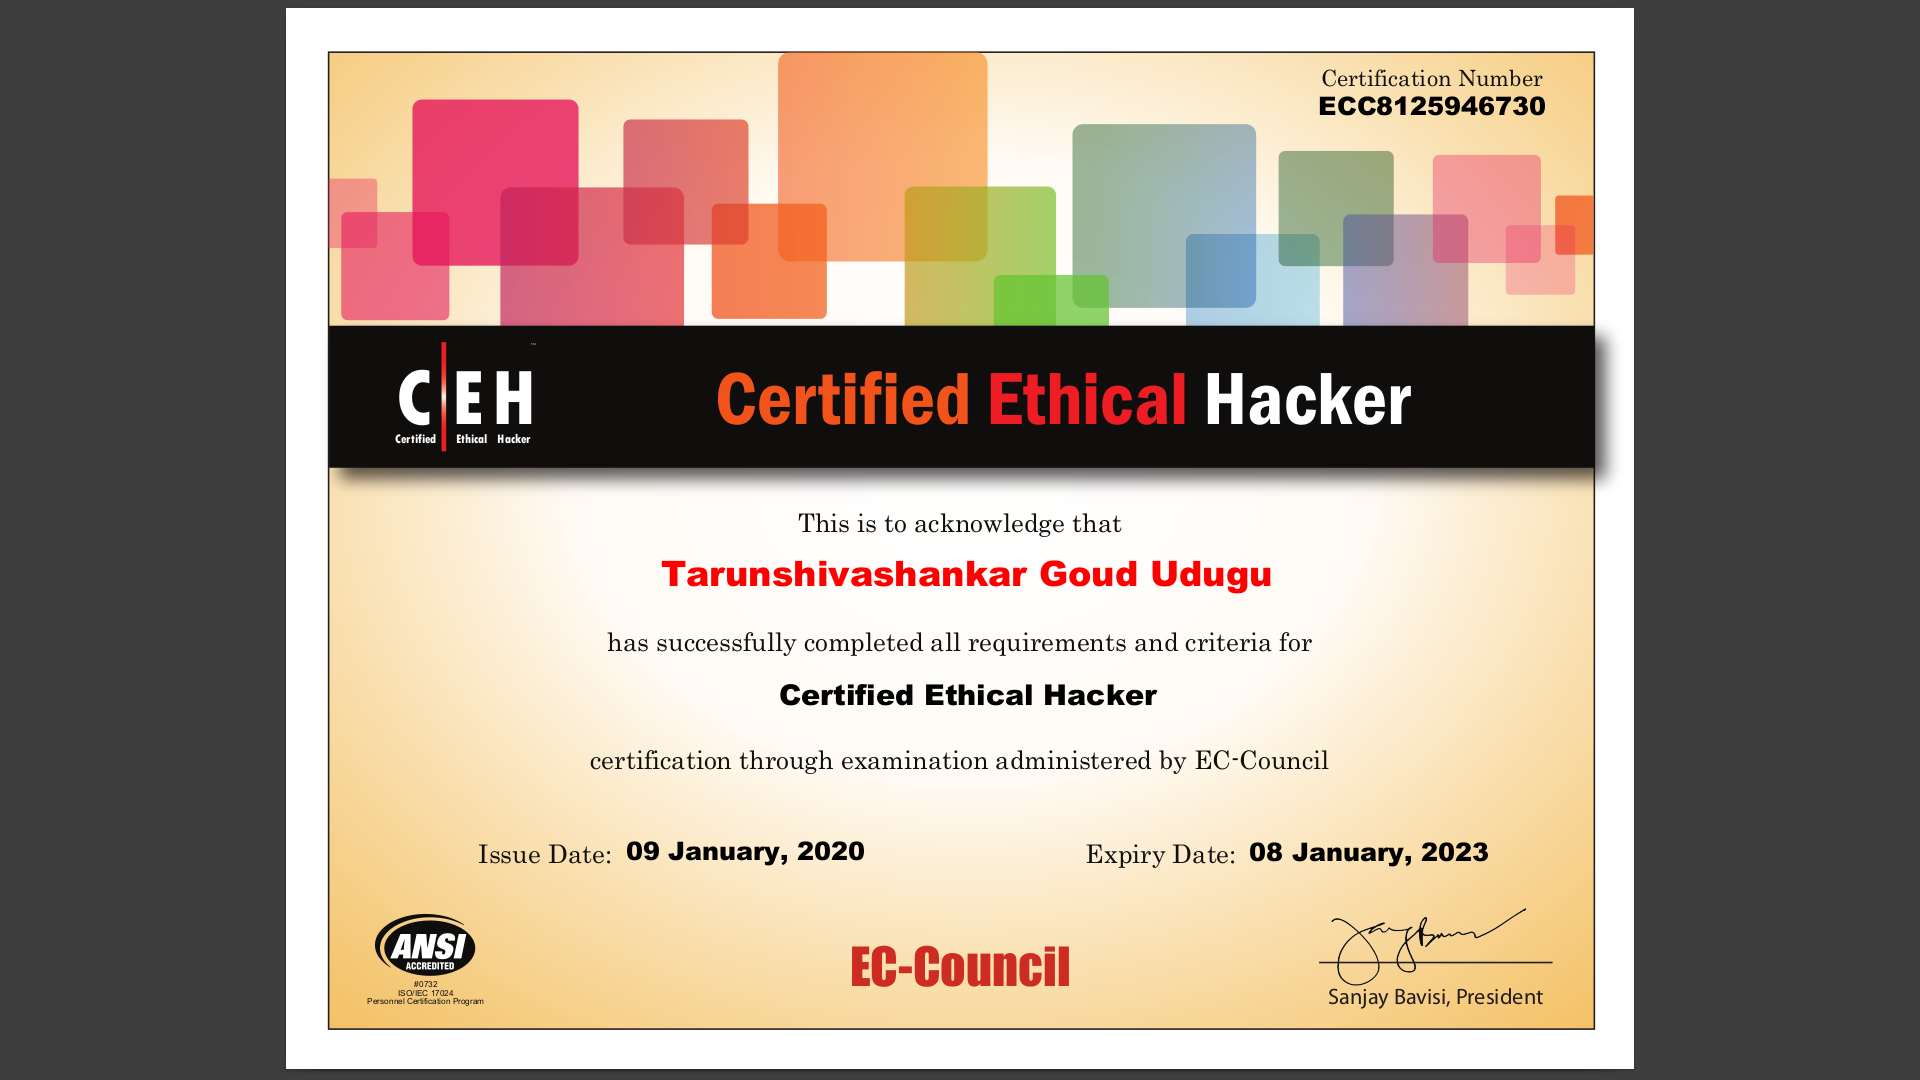 Certification Number
ECC8125946730
C EH ™
Certified Ethical Hacker
Certified Ethical Hacker
This is to acknowledge that
Tarunshivashankar Goud Udugu
has successfully completed all requirements and criteria for
Certified Ethical Hacker
certification through examination administered by EC-Council
Issue Date: 09 January, 2020 Expiry Date: 08 January, 2023
ANSI
ACCREDITED
#0732
ISO/IEC 17024
Personnel Certification Program
EC-Council
Sanjay Bavisi, President